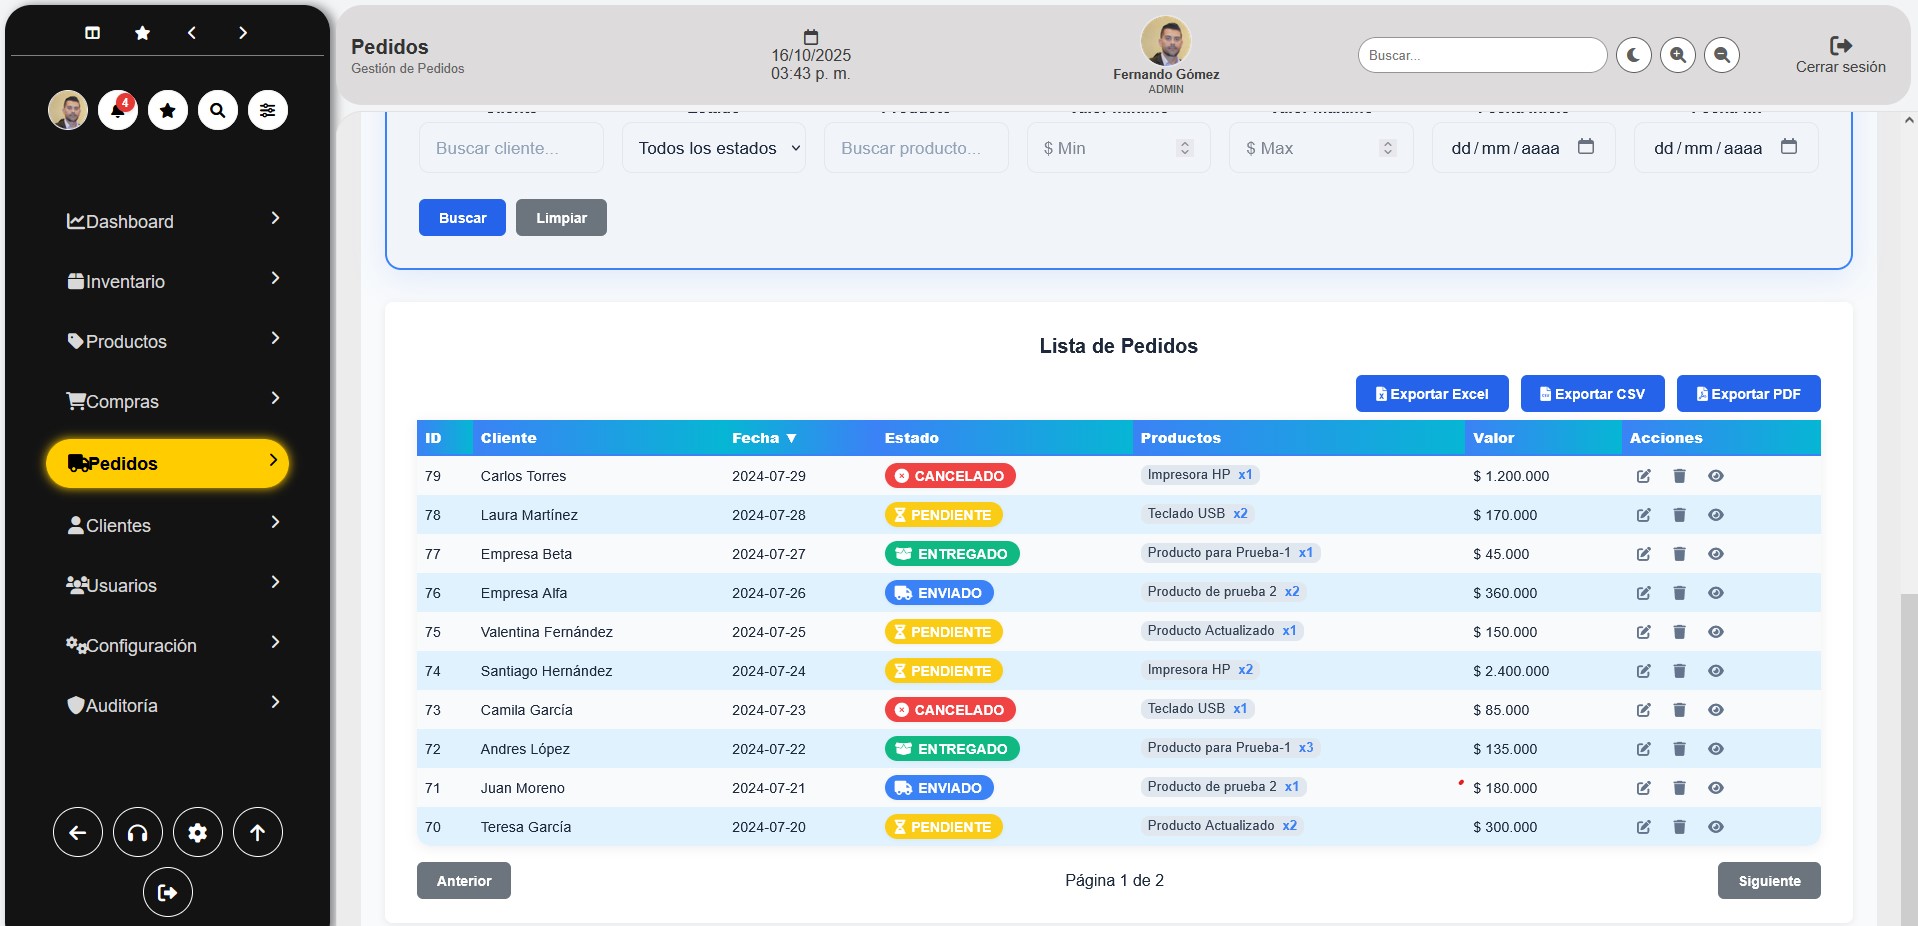 Pedidos
Gestión de Pedidos
16/10/2025
03:43 p. m.
Fernando Gómez
ADMIN
Buscar...
Cerrar sesión
4
Dashboard
Inventario
Productos
Compras
Pedidos
Clientes
Usuarios
Configuración
Auditoría
Buscar cliente... Todos los estados Buscar producto... $ Min $ Max dd/mm/aaaa dd/mm/aaaa
Buscar Limpiar
Lista de Pedidos
Exportar Excel Exportar CSV Exportar PDF
ID Cliente Fecha ▼ Estado Productos Valor Acciones
79 Carlos Torres 2024-07-29 CANCELADO Impresora HP x1 $ 1.200.000
78 Laura Martínez 2024-07-28 PENDIENTE Teclado USB x2 $ 170.000
77 Empresa Beta 2024-07-27 ENTREGADO Producto para Prueba-1 x1 $ 45.000
76 Empresa Alfa 2024-07-26 ENVIADO Producto de prueba 2 x2 $ 360.000
75 Valentina Fernández 2024-07-25 PENDIENTE Producto Actualizado x1 $ 150.000
74 Santiago Hernández 2024-07-24 PENDIENTE Impresora HP x2 $ 2.400.000
73 Camila García 2024-07-23 CANCELADO Teclado USB x1 $ 85.000
72 Andres López 2024-07-22 ENTREGADO Producto para Prueba-1 x3 $ 135.000
71 Juan Moreno 2024-07-21 ENVIADO Producto de prueba 2 x1 $ 180.000
70 Teresa García 2024-07-20 PENDIENTE Producto Actualizado x2 $ 300.000
Anterior Página 1 de 2 Siguiente